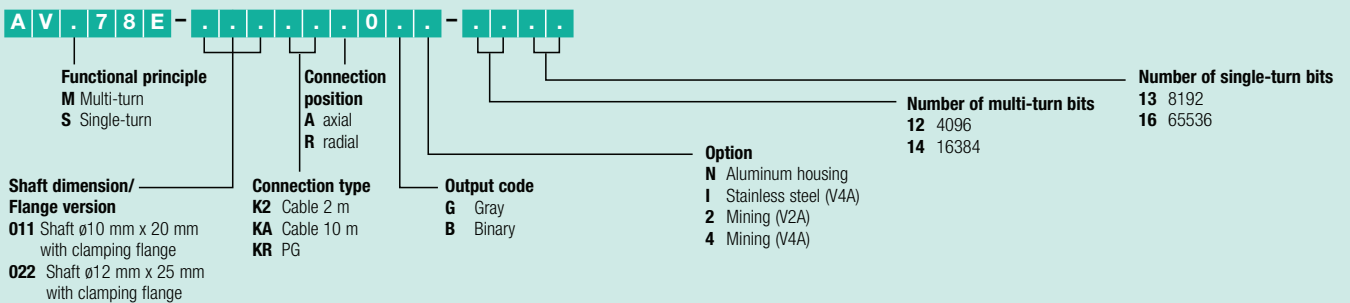 AV.78E-......0..-....
Functional principle
M Multi-turn
S Single-turn
Connection
position
A axial
R radial
Number of multi-turn bits
12 4096
14 16384
Number of single-turn bits
13 8192
16 65536
Shaft dimension/
Flange version
011 Shaft ø10 mm x 20 mm
with clamping flange
022 Shaft ø12 mm x 25 mm
with clamping flange
Connection type
K2 Cable 2 m
KA Cable 10 m
KR PG
Output code
G Gray
B Binary
Option
N Aluminum housing
I Stainless steel (V4A)
2 Mining (V2A)
4 Mining (V4A)